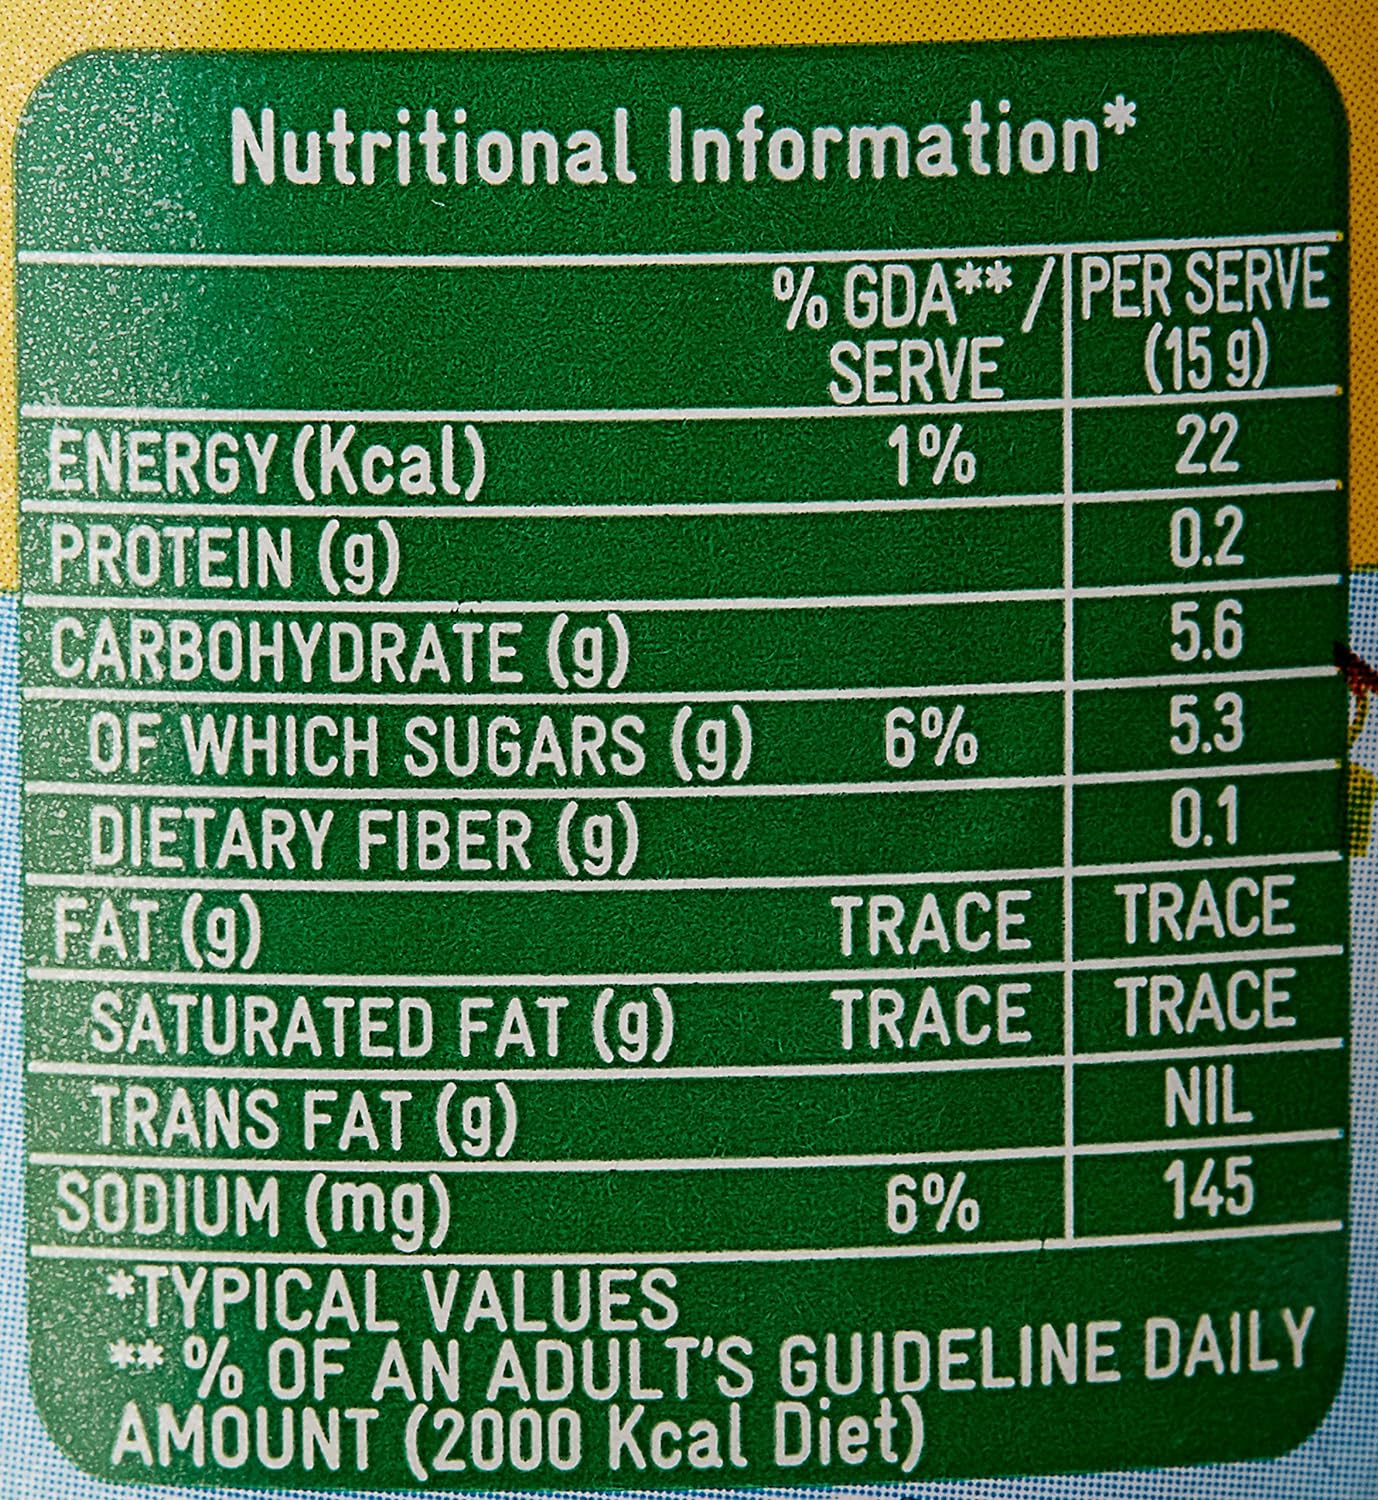 Nutritional Information*
% GDA** / SERVE PER SERVE (15 g)
ENERGY (Kcal) 1% 22
PROTEIN (g) 0.2
CARBOHYDRATE (g) 5.6
OF WHICH SUGARS (g) 6% 5.3
DIETARY FIBER (g) 0.1
FAT (g) TRACE TRACE
SATURATED FAT (g) TRACE TRACE
TRANS FAT (g) NIL
SODIUM (mg) 6% 145
*TYPICAL VALUES
** % OF AN ADULT'S GUIDELINE DAILY
AMOUNT (2000 Kcal Diet)